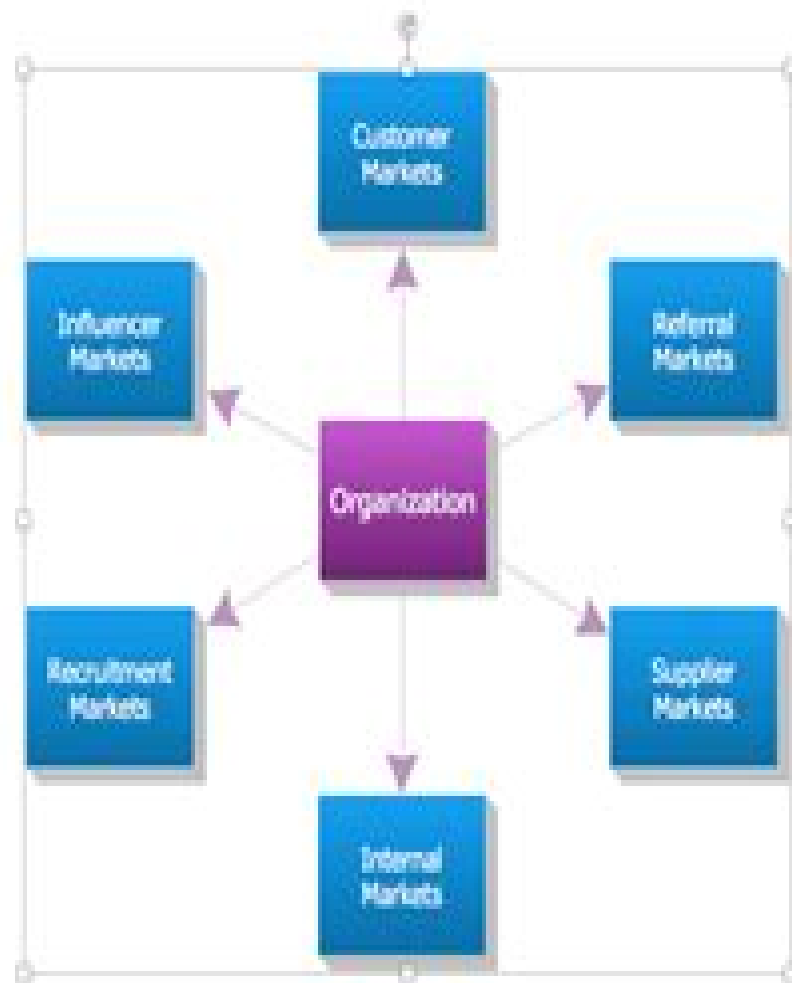 Customer
Markets
Influencer
Markets
Referral
Markets
Organization
Recruitment
Markets
Supplier
Markets
Internal
Markets